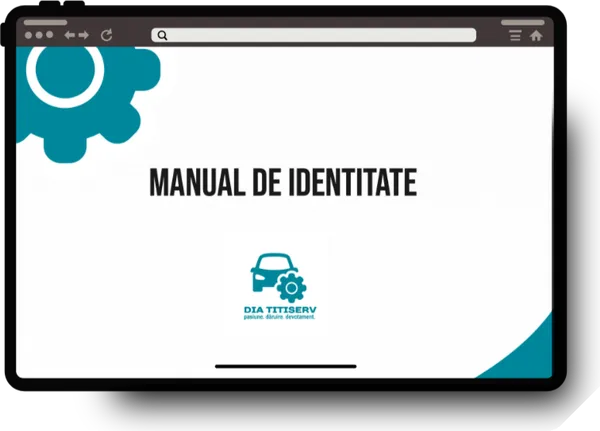 MANUAL DE IDENTITATE
DIA TITISERV
pasiune. dăruire. devotament.